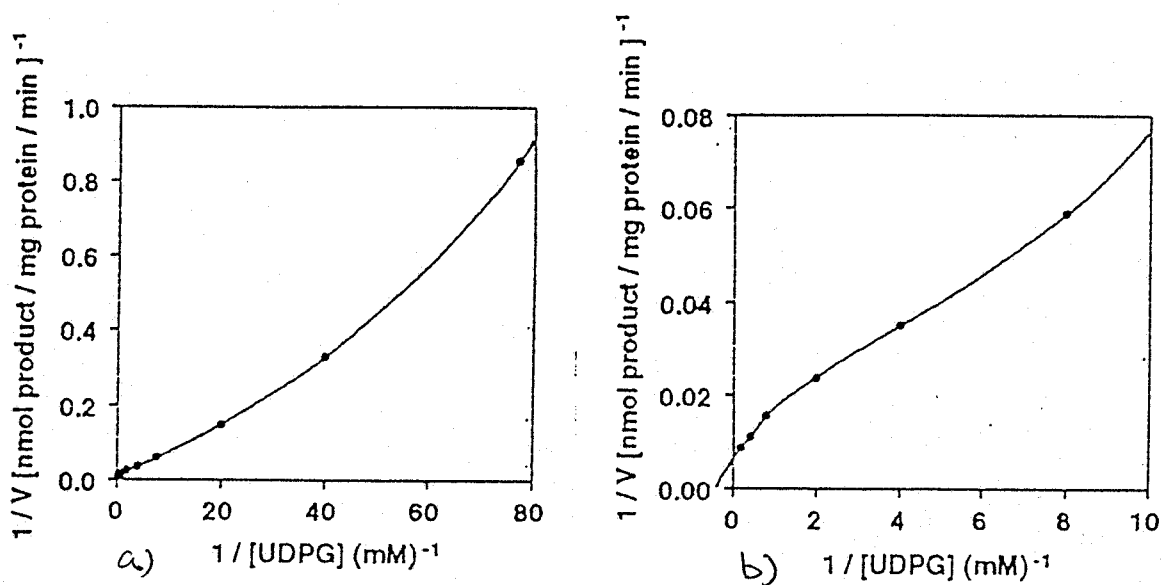 1 / V [nmol product / mg protein / min ]⁻¹
1.0
0.8
0.6
0.4
0.2
0.0
0 20 40 60 80
a) 1 / [UDPG] (mM)⁻¹
1 / V [nmol product / mg protein / min ]⁻¹
0.08
0.06
0.04
0.02
0.00
0 2 4 6 8 10
b) 1 / [UDPG] (mM)⁻¹